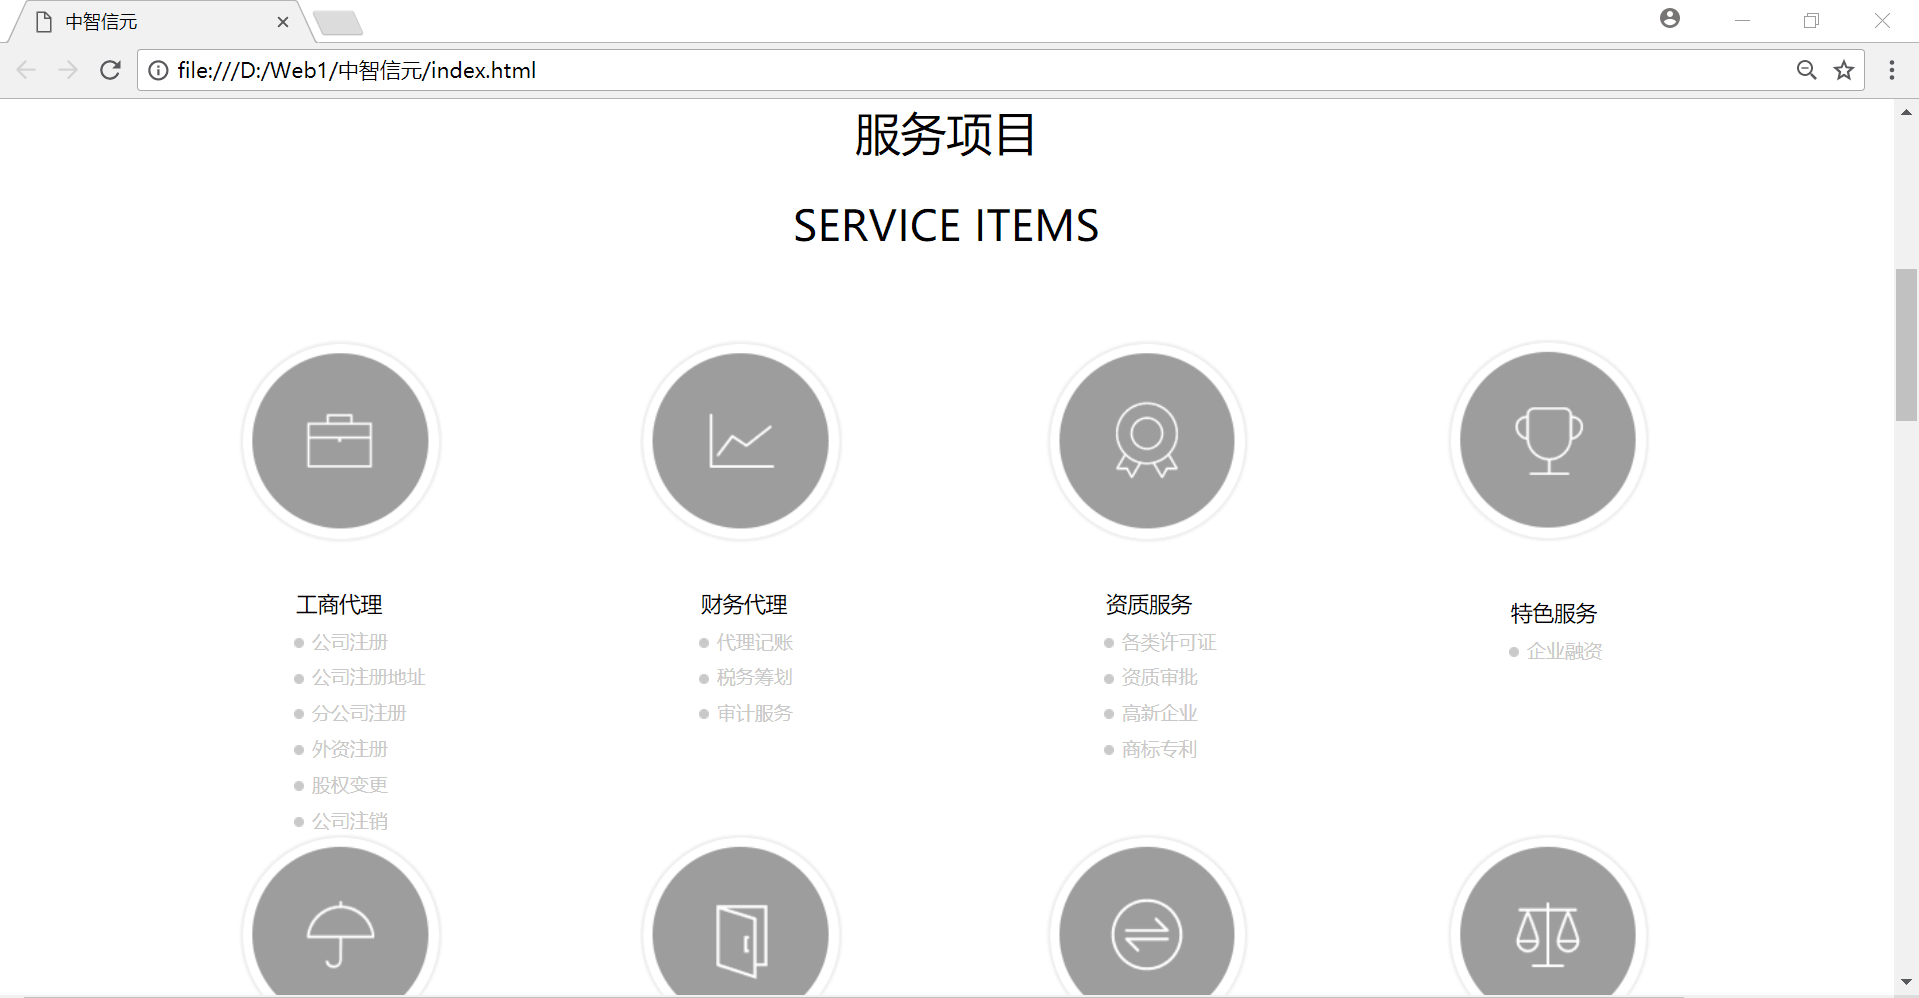 中智信元
file:///D:/Web1/中智信元/index.html
服务项目
SERVICE ITEMS
工商代理
公司注册
公司注册地址
分公司注册
外资注册
股权变更
公司注销
财务代理
代理记账
税务筹划
审计服务
资质服务
各类许可证
资质审批
高新企业
商标专利
特色服务
企业融资